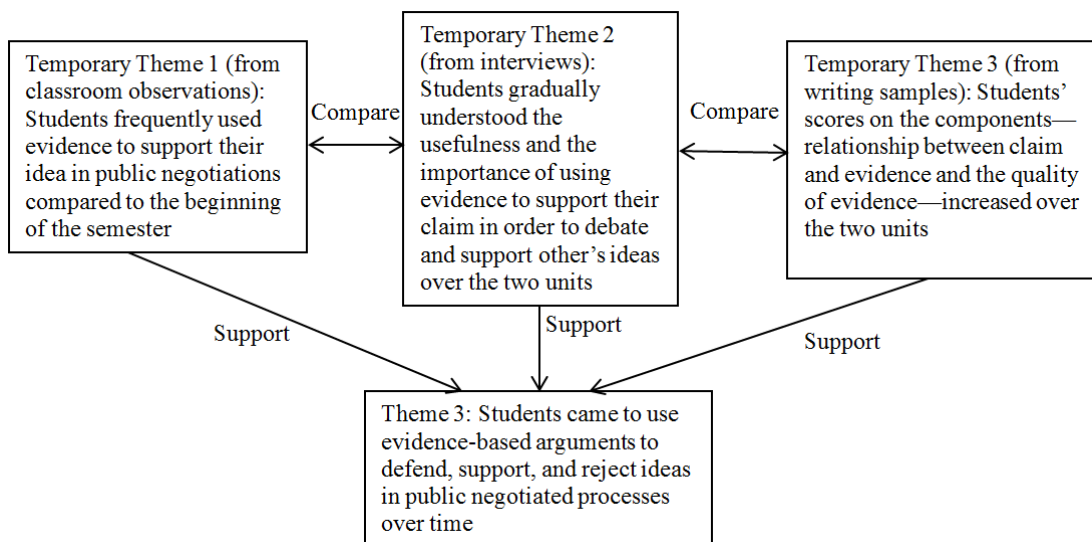 Temporary Theme 1 (from
classroom observations):
Students frequently used
evidence to support their
idea in public negotiations
compared to the beginning
of the semester
Compare
Temporary Theme 2
(from interviews):
Students gradually
understood the
usefulness and the
importance of using
evidence to support their
claim in order to debate
and support other’s ideas
over the two units
Compare
Temporary Theme 3 (from
writing samples): Students’
scores on the components—
relationship between claim
and evidence and the quality
of evidence—increased over
the two units
Support
Support
Support
Theme 3: Students came to use
evidence-based arguments to
defend, support, and reject ideas
in public negotiated processes
over time